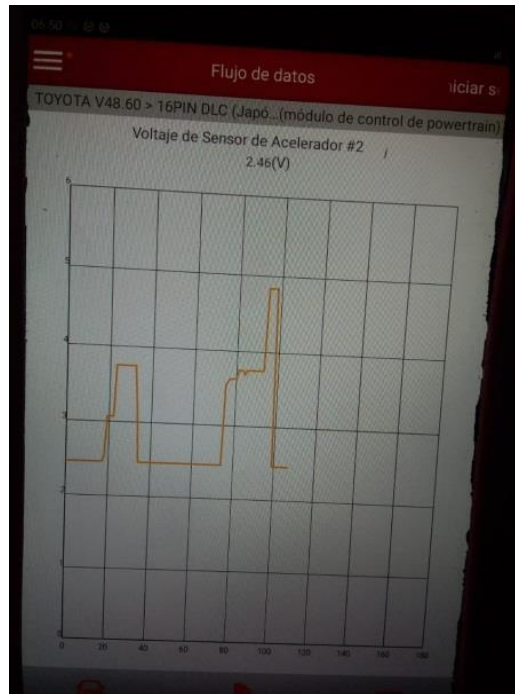 05:50
Flujo de datos
iciar s
TOYOTA V48.60 > 16PIN DLC (Japó...(módulo de control de powertrain)
Voltaje de Sensor de Acelerador #2
2.46(V)
6
5
4
3
2
1
0
0 20 40 60 80 100 120 140 160 180